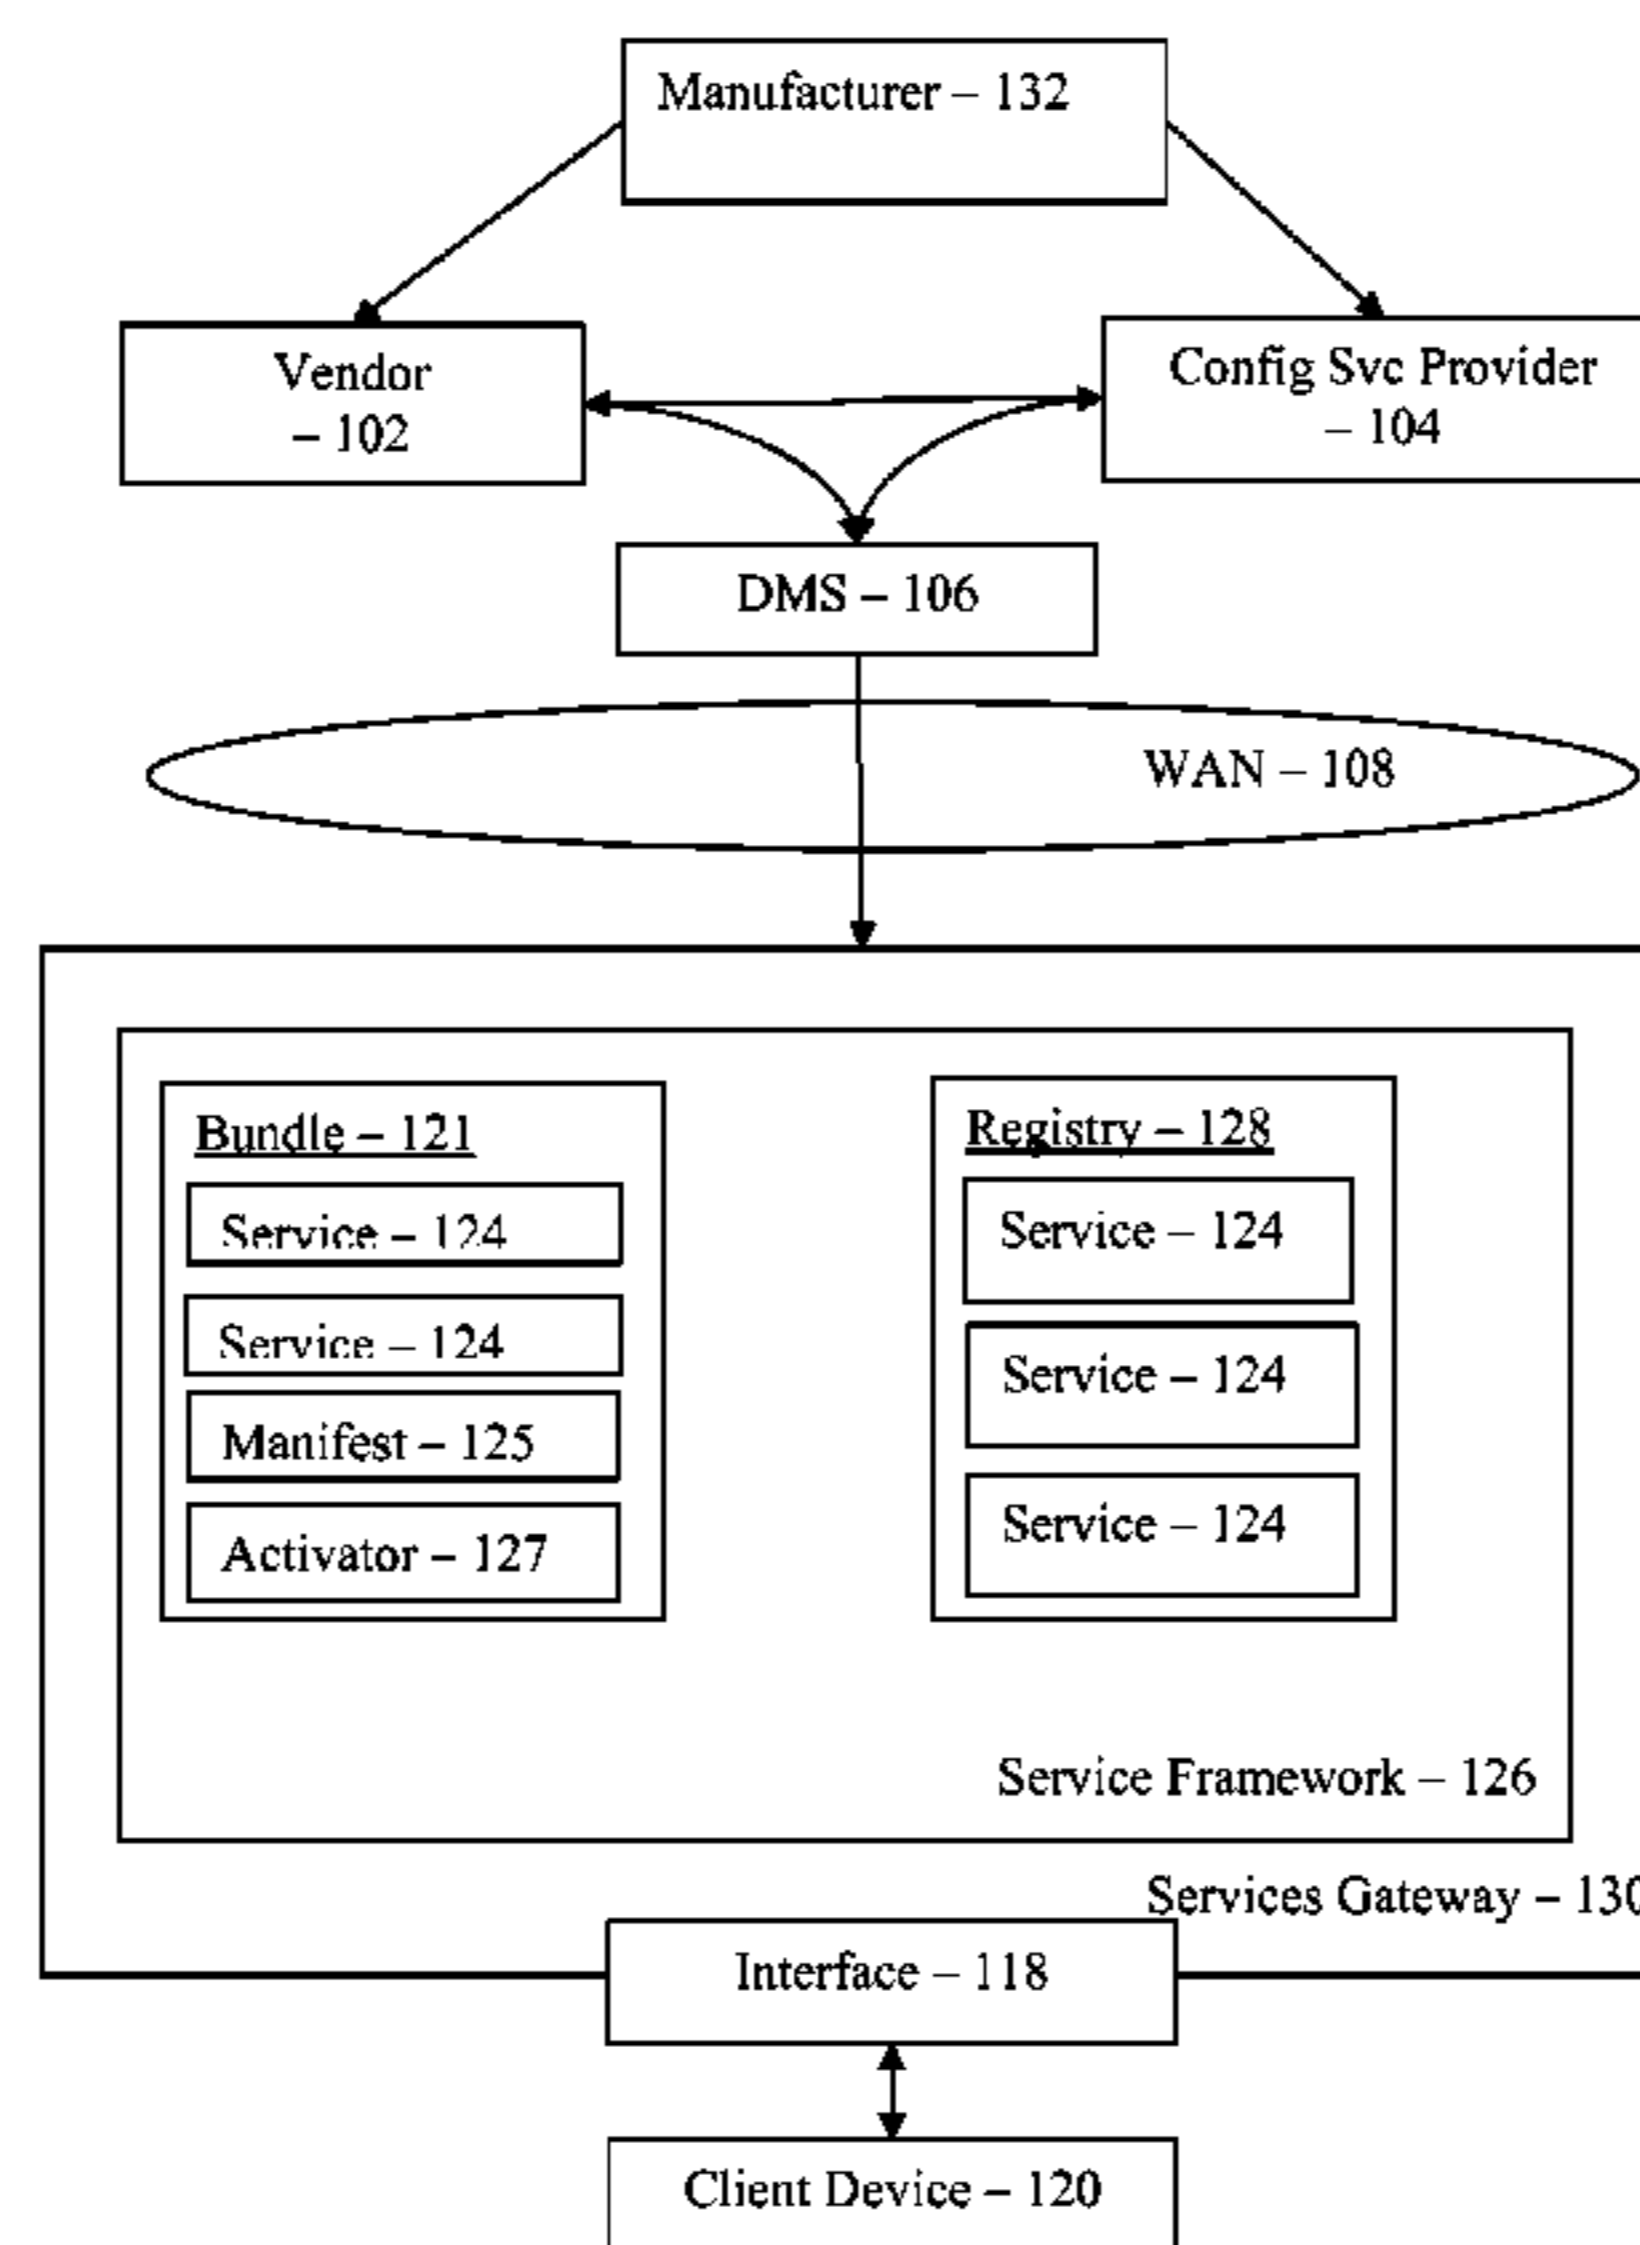 Manufacturer – 132
Vendor
– 102
Config Svc Provider
– 104
DMS – 106
WAN – 108
Bundle – 121
Service – 124
Service – 124
Manifest – 125
Activator – 127
Registry – 128
Service – 124
Service – 124
Service – 124
Service Framework – 126
Services Gateway – 130
Interface – 118
Client Device – 120